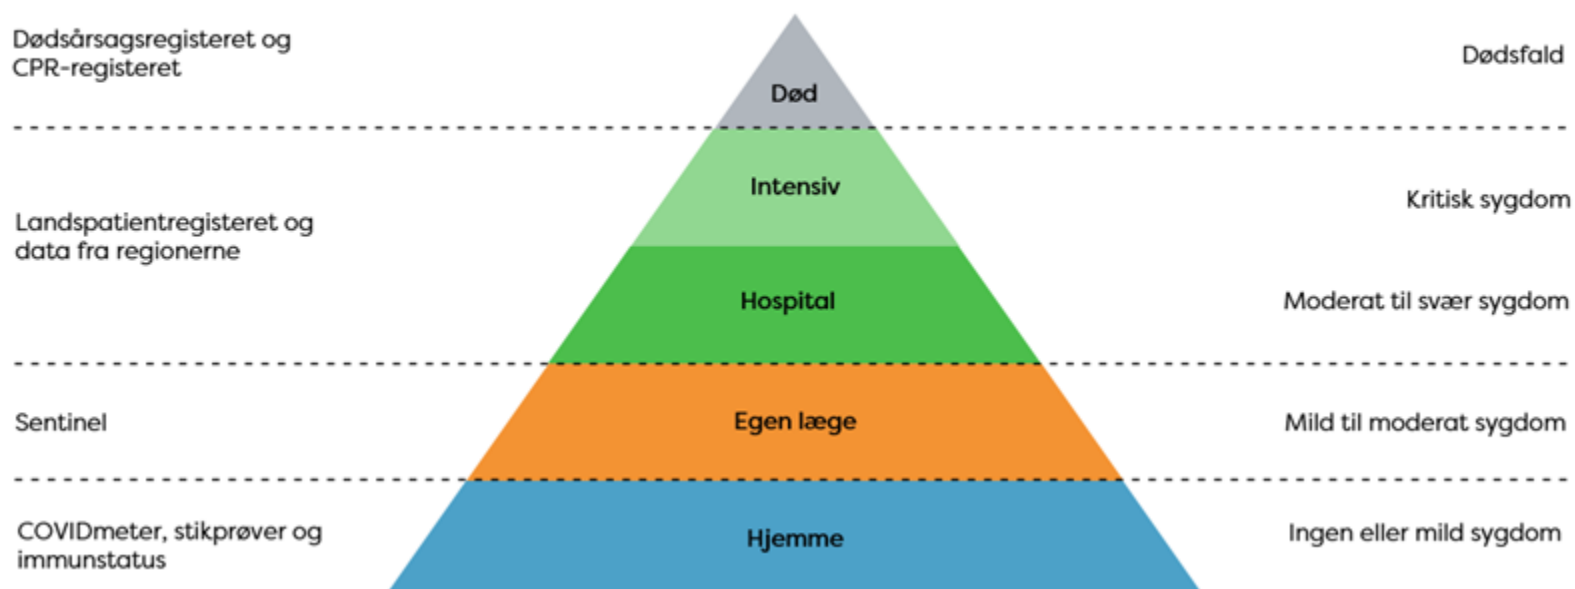 Dødsårsagsregisteret og
CPR-registeret
Død
Dødsfald
Landspatientregisteret og
data fra regionerne
Intensiv
Kritisk sygdom
Hospital
Moderat til svær sygdom
Sentinel
Egen læge
Mild til moderat sygdom
COVIDmeter, stikprøver og
immunstatus
Hjemme
Ingen eller mild sygdom